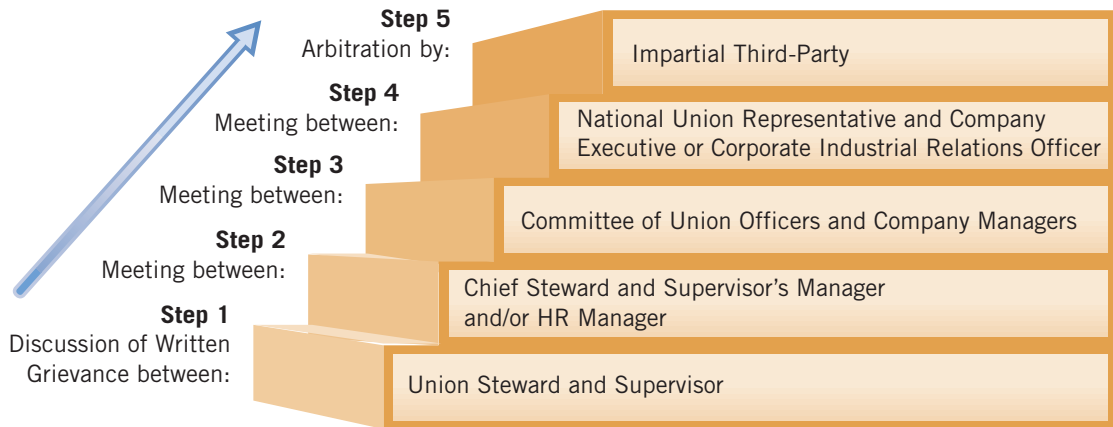 Step 5
Arbitration by:
Impartial Third-Party
Step 4
Meeting between:
National Union Representative and Company
Executive or Corporate Industrial Relations Officer
Step 3
Meeting between:
Committee of Union Officers and Company Managers
Step 2
Meeting between:
Chief Steward and Supervisor’s Manager
and/or HR Manager
Step 1
Discussion of Written
Grievance between:
Union Steward and Supervisor